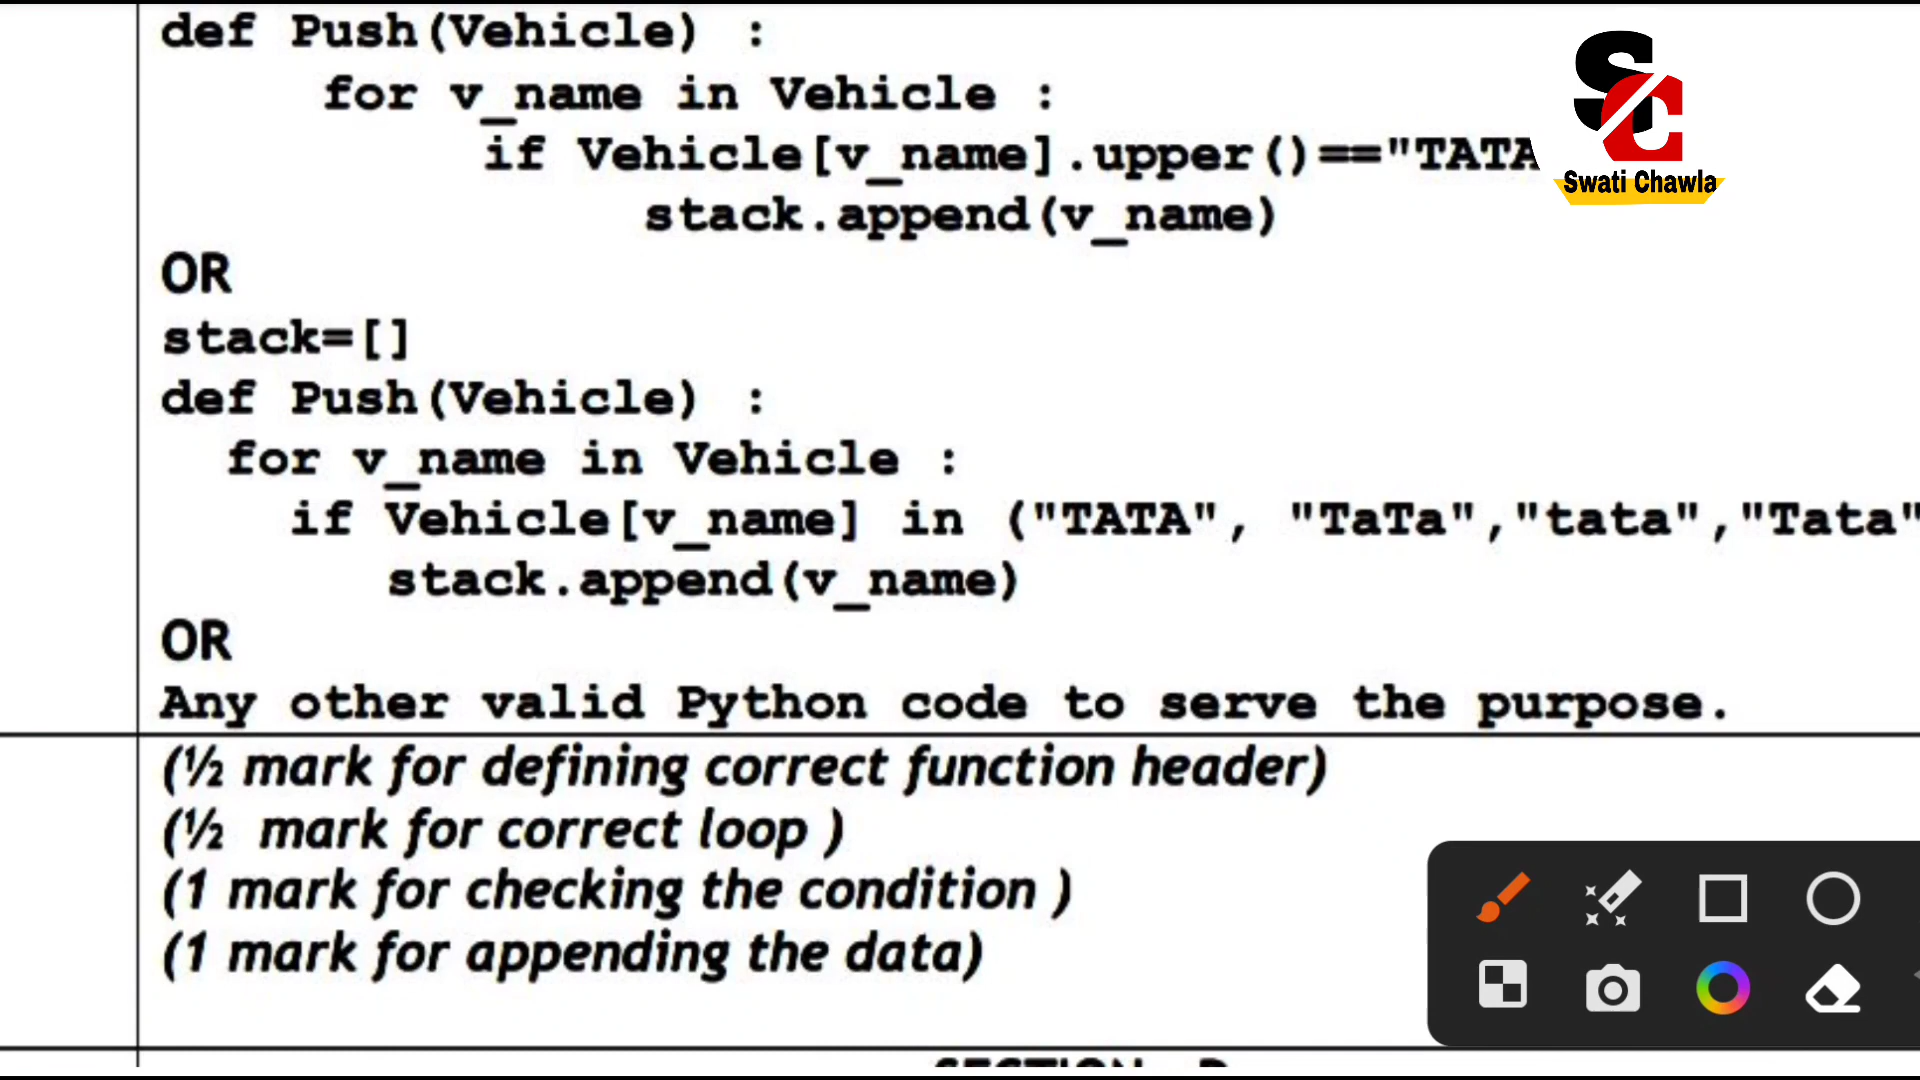 def Push(Vehicle) :
for v_name in Vehicle :
if Vehicle[v_name].upper()=="TATA
stack.append(v_name)
OR
stack=[]
def Push(Vehicle) :
for v_name in Vehicle :
if Vehicle[v_name] in ("TATA", "TaTa","tata","Tata"
stack.append(v_name)
OR
Any other valid Python code to serve the purpose.
(½ mark for defining correct function header)
(½ mark for correct loop )
(1 mark for checking the condition )
(1 mark for appending the data)
SC
Swati Chawla